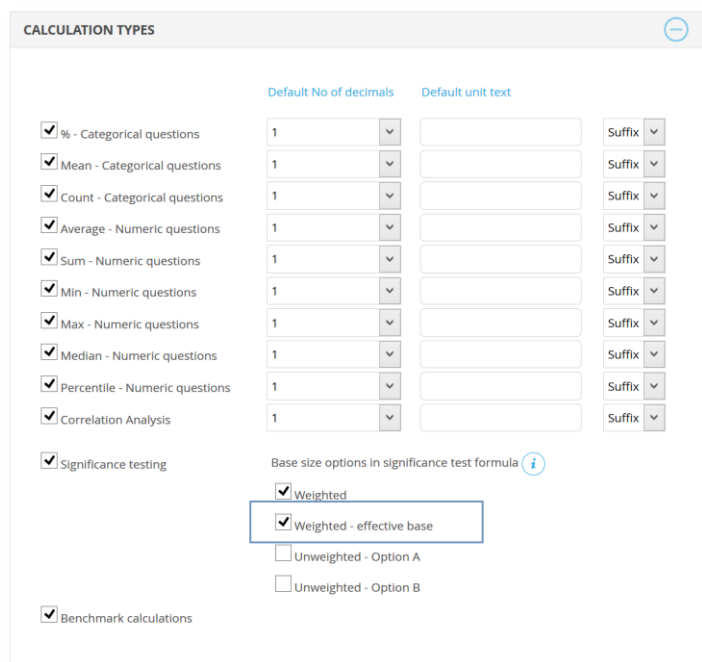 CALCULATION TYPES
Default No of decimals Default unit text
% - Categorical questions 1 Suffix
Mean - Categorical questions 1 Suffix
Count - Categorical questions 1 Suffix
Average - Numeric questions 1 Suffix
Sum - Numeric questions 1 Suffix
Min - Numeric questions 1 Suffix
Max - Numeric questions 1 Suffix
Median - Numeric questions 1 Suffix
Percentile - Numeric questions 1 Suffix
Correlation Analysis 1 Suffix
Significance testing Base size options in significance test formula i
Weighted
Weighted - effective base
Unweighted - Option A
Unweighted - Option B
Benchmark calculations